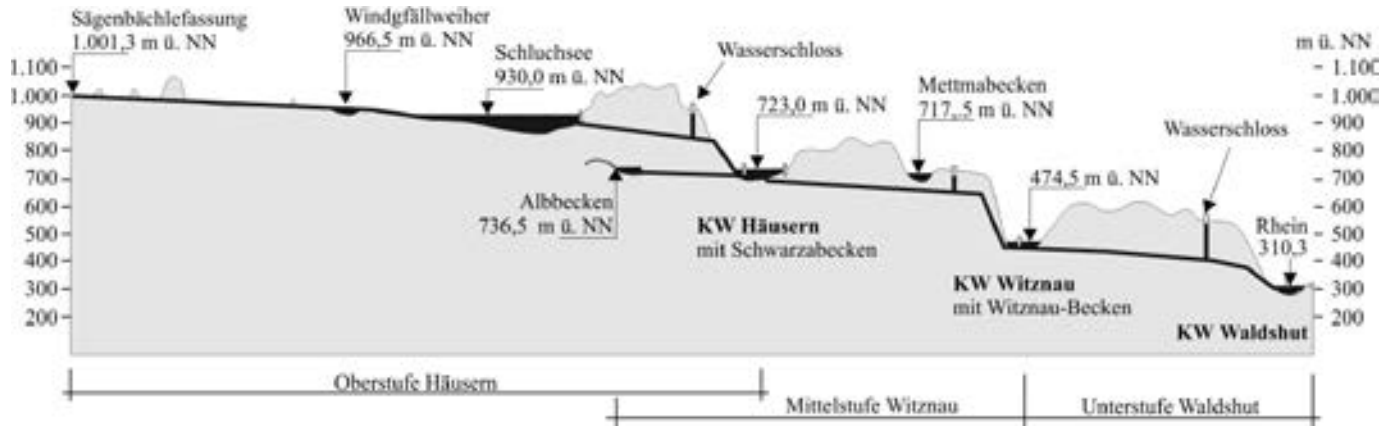 Sägenbächlefassung
1.001,3 m ü. NN
Windgfällweiher
966,5 m ü. NN
Schluchsee
930,0 m ü. NN
Wasserschloss
723,0 m ü. NN
Mettmabecken
717,.5 m ü. NN
Wasserschloss
474,5 m ü. NN
Rhein
310,3
m ü. NN
1.100
1.000
900
800
700
600
500
400
300
200
1.100
1.000
900
800
700
600
500
400
300
200
Albbecken
736,5 m ü. NN
KW Häusern
mit Schwarzabecken
KW Witznau
mit Witznau-Becken
KW Waldshut
Oberstufe Häusern
Mittelstufe Witznau
Unterstufe Waldshut